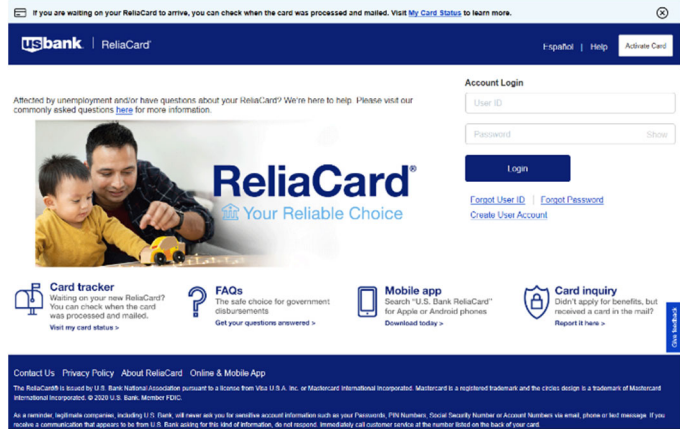 If you are waiting on your ReliaCard to arrive, you can check when the card was processed and mailed. Visit My Card Status to learn more.
usbank | ReliaCard®
Español | Help
Activate Card
Affected by unemployment and/or have questions about your ReliaCard? We're here to help. Please visit our
commonly asked questions here for more information.
ReliaCard®
Your Reliable Choice
Account Login
User ID
Password Show
Login
Forgot User ID | Forgot Password
Create User Account
Card tracker
Waiting on your new ReliaCard?
You can check when the card
was processed and mailed.
Visit my card status >
FAQs
The safe choice for government
disbursements
Get your questions answered >
Mobile app
Search "U.S. Bank ReliaCard"
for Apple or Android phones
Download today >
Card inquiry
Didn't apply for benefits, but
received a card in the mail?
Report it here >
Give feedback
Contact Us Privacy Policy About ReliaCard Online & Mobile App
The ReliaCard® is issued by U.S. Bank National Association pursuant to a license from Visa U.S.A. Inc. or Mastercard International Incorporated. Mastercard is a registered trademark and the circles design is a trademark of Mastercard
International Incorporated. © 2020 U.S. Bank. Member FDIC.
As a reminder, legitimate companies, including U.S. Bank, will never ask you for sensitive account information such as your Passwords, PIN Numbers, Social Security Number or Account Numbers via email, phone or text message. If you
receive a communication that appears to be from U.S. Bank asking for this kind of information, do not respond. Immediately call customer service at the number listed on the back of your card.